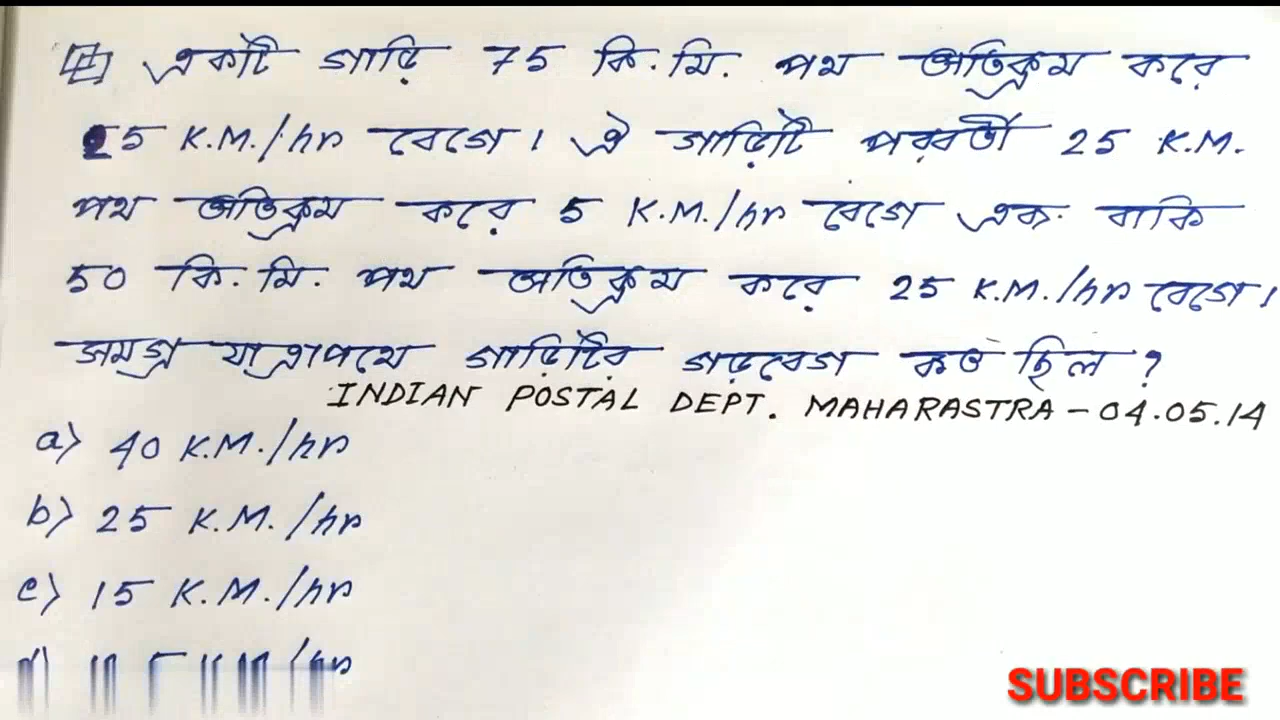 একটি গাড়ি 75 কি.মি. পথ অতিক্রম করে
25 K.M./hr বেগে। ঐ গাড়িটি পরবর্তী 25 K.M.
পথ অতিক্রম করে 5 K.M./hr বেগে এবং বাকি
50 কি.মি. পথ অতিক্রম করে 25 K.M./hr বেগে।
সমগ্র যাত্রাপথে গাড়িটির গড়বেগ কত ছিল ?
INDIAN POSTAL DEPT. MAHARASTRA - 04.05.14
a) 40 K.M./hr
b) 25 K.M./hr
c) 15 K.M./hr
/hr
SUBSCRIBE